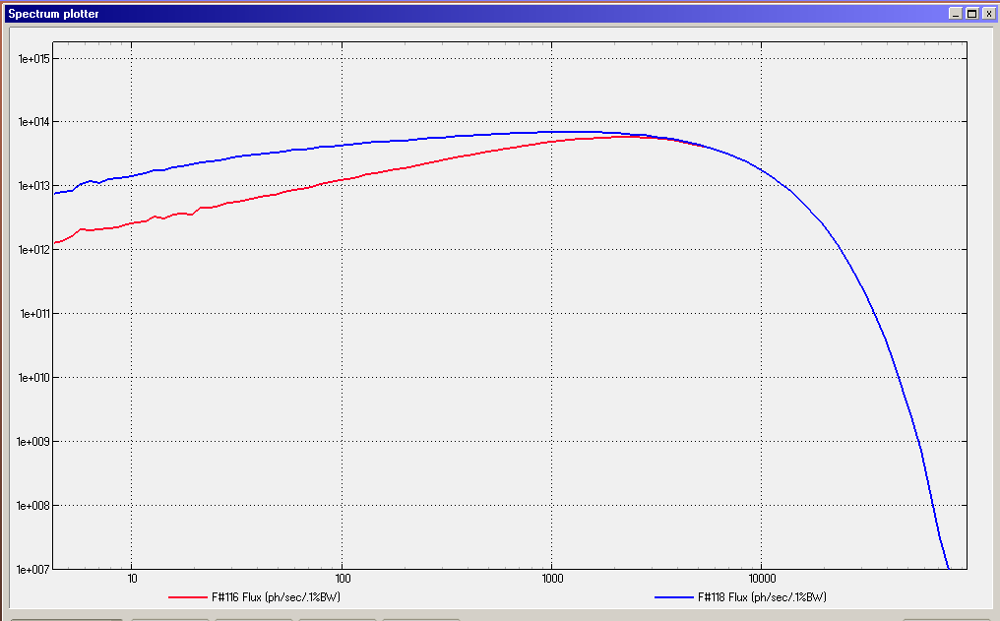 Spectrum plotter
1e+015
1e+014
1e+013
1e+012
1e+011
1e+010
1e+009
1e+008
1e+007
10 100 1000 10000
F#116 Flux (ph/sec/.1%BW) F#118 Flux (ph/sec/.1%BW)